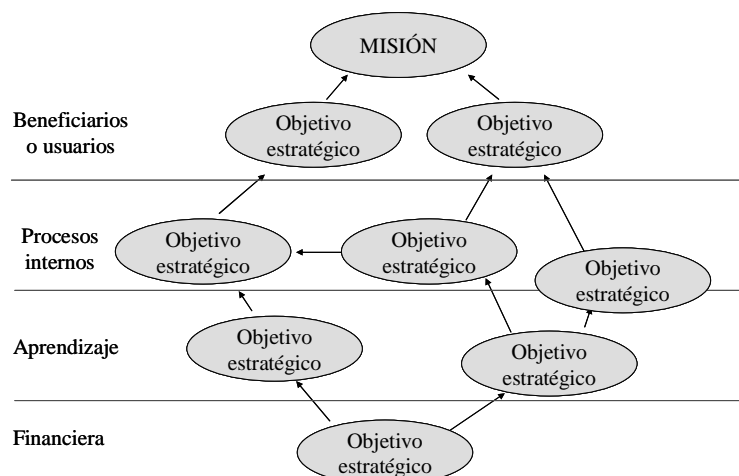 MISIÓN
Beneficiarios
o usuarios
Objetivo
estratégico
Objetivo
estratégico
Procesos
internos
Objetivo
estratégico
Objetivo
estratégico
Objetivo
estratégico
Aprendizaje
Objetivo
estratégico
Objetivo
estratégico
Financiera
Objetivo
estratégico